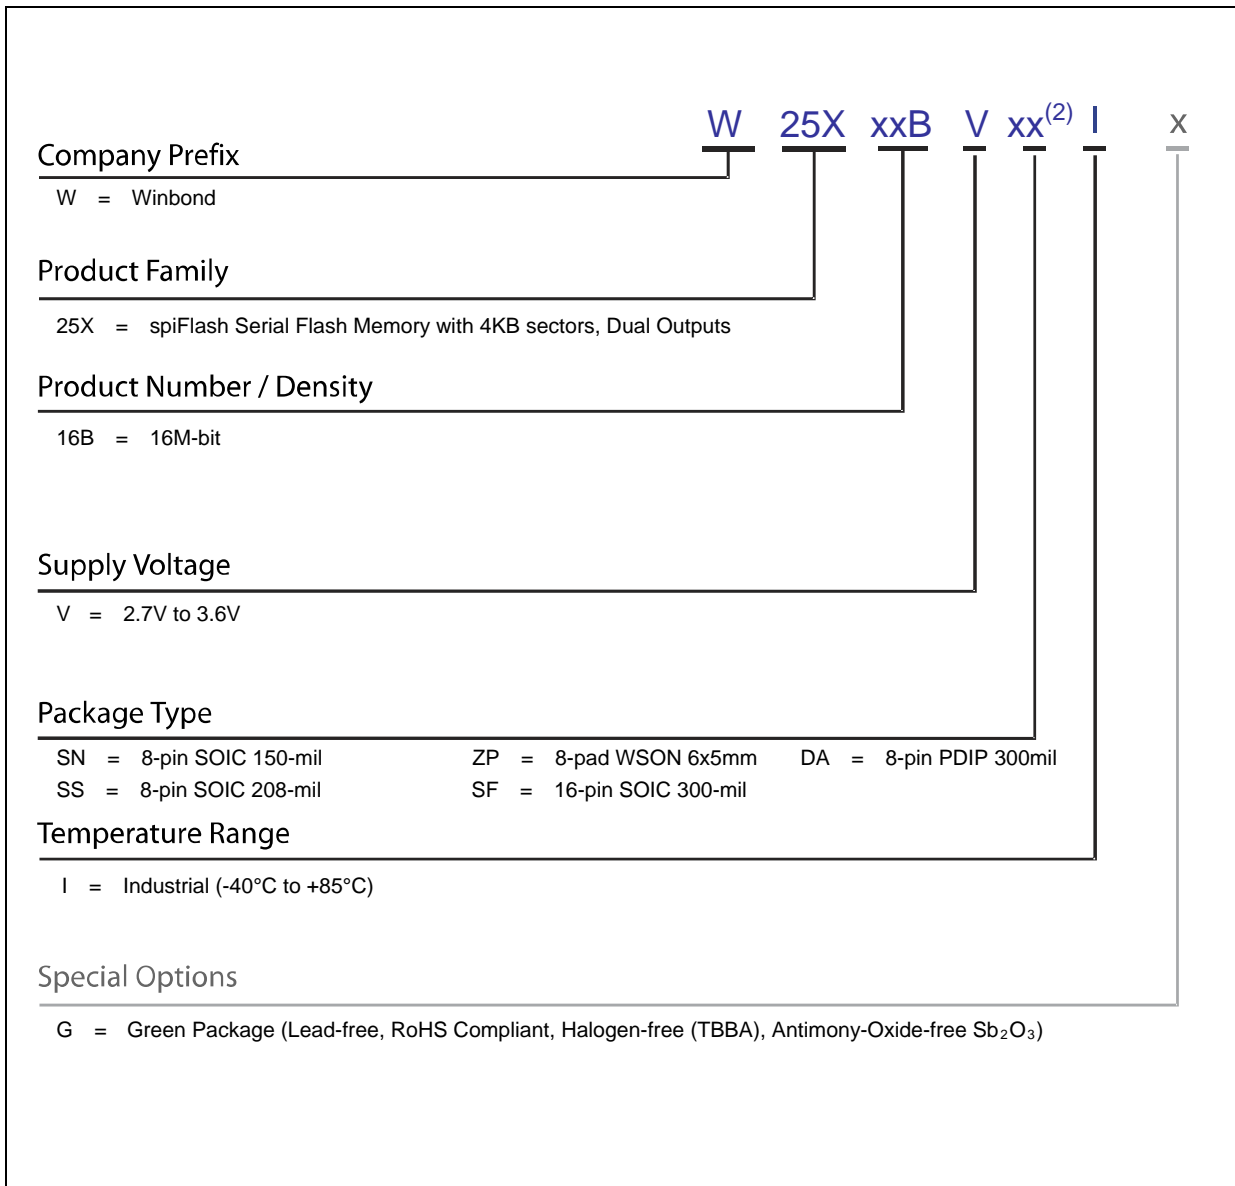 W 25X xxB V xx(2) I x
Company Prefix
W = Winbond
Product Family
25X = spiFlash Serial Flash Memory with 4KB sectors, Dual Outputs
Product Number / Density
16B = 16M-bit
Supply Voltage
V = 2.7V to 3.6V
Package Type
SN = 8-pin SOIC 150-mil ZP = 8-pad WSON 6x5mm DA = 8-pin PDIP 300mil
SS = 8-pin SOIC 208-mil SF = 16-pin SOIC 300-mil
Temperature Range
I = Industrial (-40°C to +85°C)
Special Options
G = Green Package (Lead-free, RoHS Compliant, Halogen-free (TBBA), Antimony-Oxide-free Sb₂O₃)